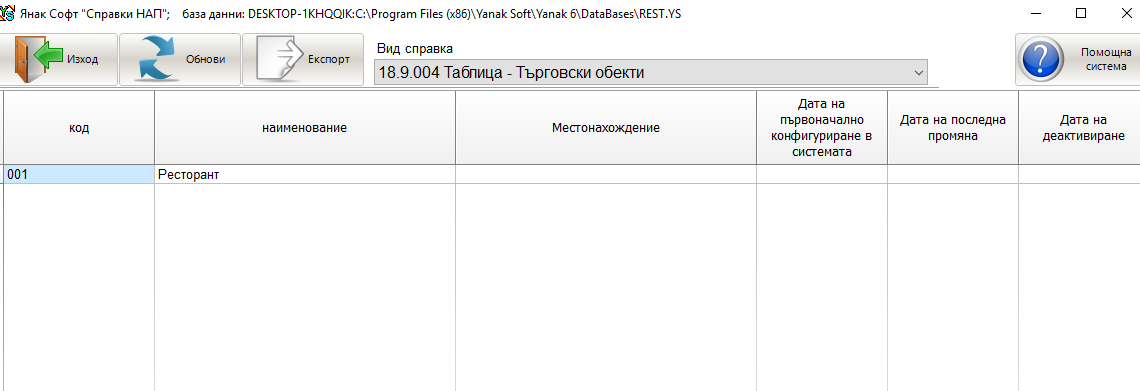 Янак Софт "Справки НАП"; база данни: DESKTOP-1KHQQIK:C:\Program Files (x86)\Yanak Soft\Yanak 6\DataBases\REST.YS
Изход
Обнови
Експорт
Вид справка
18.9.004 Таблица - Търговски обекти
Помощна
система
код
наименование
Местонахождение
Дата на
първоначално
конфигуриране в
системата
Дата на последна
промяна
Дата на
деактивиране
001
Ресторант